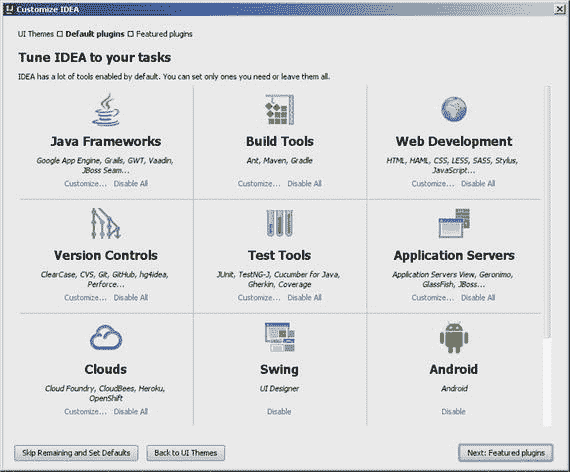 Customize IDEA
UI Themes □ Default plugins □ Featured plugins
Tune IDEA to your tasks
IDEA has a lot of tools enabled by default. You can set only ones you need or leave them all.
Java Frameworks
Google App Engine, Grails, GWT, Vaadin,
JBoss Seam...
Customize... Disable All
Build Tools
Ant, Maven, Gradle
Customize... Disable All
Web Development
HTML, HAML, CSS, LESS, SASS, Stylus,
JavaScript...
Customize... Disable All
Version Controls
ClearCase, CVS, Git, GitHub, hg4idea,
Perforce...
Customize... Disable All
Test Tools
JUnit, TestNG-J, Cucumber for Java,
Gherkin, Coverage
Customize... Disable All
Application Servers
Application Servers View, Geronimo,
GlassFish, JBoss...
Customize... Disable All
Clouds
Cloud Foundry, CloudBees, Heroku,
OpenShift
Customize... Disable All
Swing
UI Designer
Disable
Android
Android
Disable
Skip Remaining and Set Defaults
Back to UI Themes
Next: Featured plugins